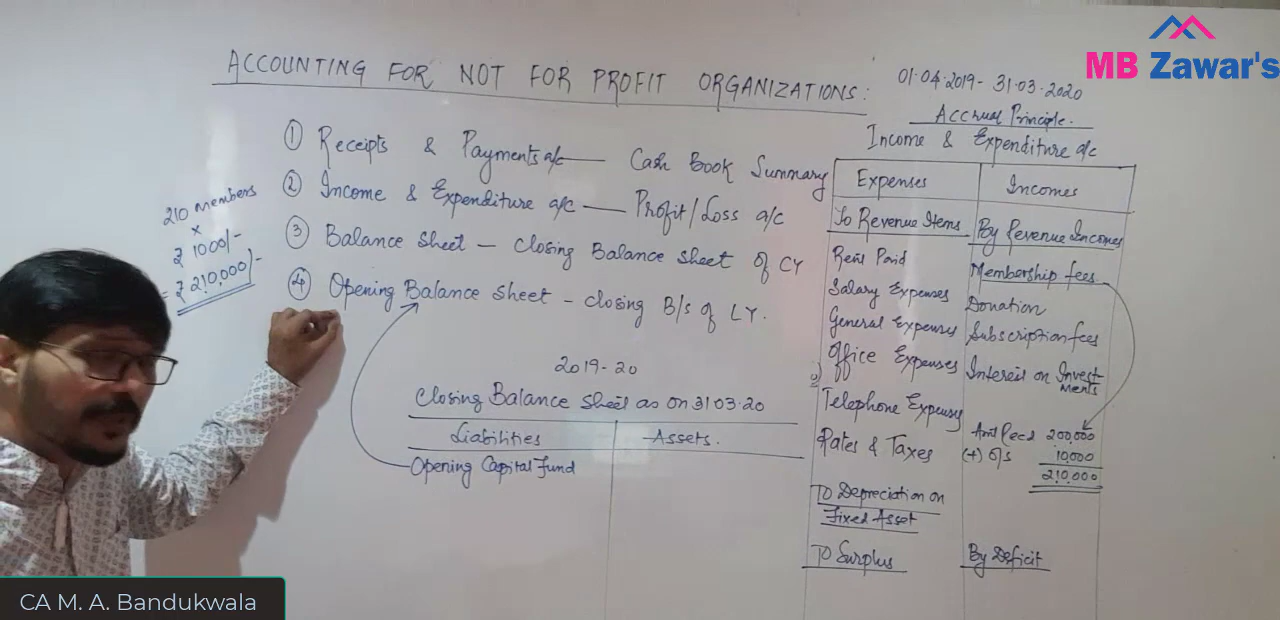 MB Zawar's
ACCOUNTING FOR NOT FOR PROFIT ORGANIZATIONS:
01.04.2019 - 31.03.2020
Accrual Principle.
Income & Expenditure a/c
① Receipts & Payments a/c — Cash Book Summary
② Income & Expenditure a/c — Profit/Loss a/c
③ Balance Sheet - Closing Balance Sheet of CY
④ Opening Balance Sheet - Closing B/s of LY.
210 members
x
₹ 1000/-
= ₹ 210,000/-
2019-20
Closing Balance Sheet as on 31.03.20
Liabilities Assets.
Opening Capital Fund
Expenses Incomes
To Revenue Items By Revenue Incomes
Rent Paid Membership fees
Salary Expenses Donation
General Expenses Subscription fees
Office Expenses Interest on Invest-
ments
Telephone Expenses
Rates & Taxes
Amt Recd 200,000
(+) O/s 10,000
210,000
To Depreciation on
Fixed Asset
To Surplus By Deficit
CA M. A. Bandukwala